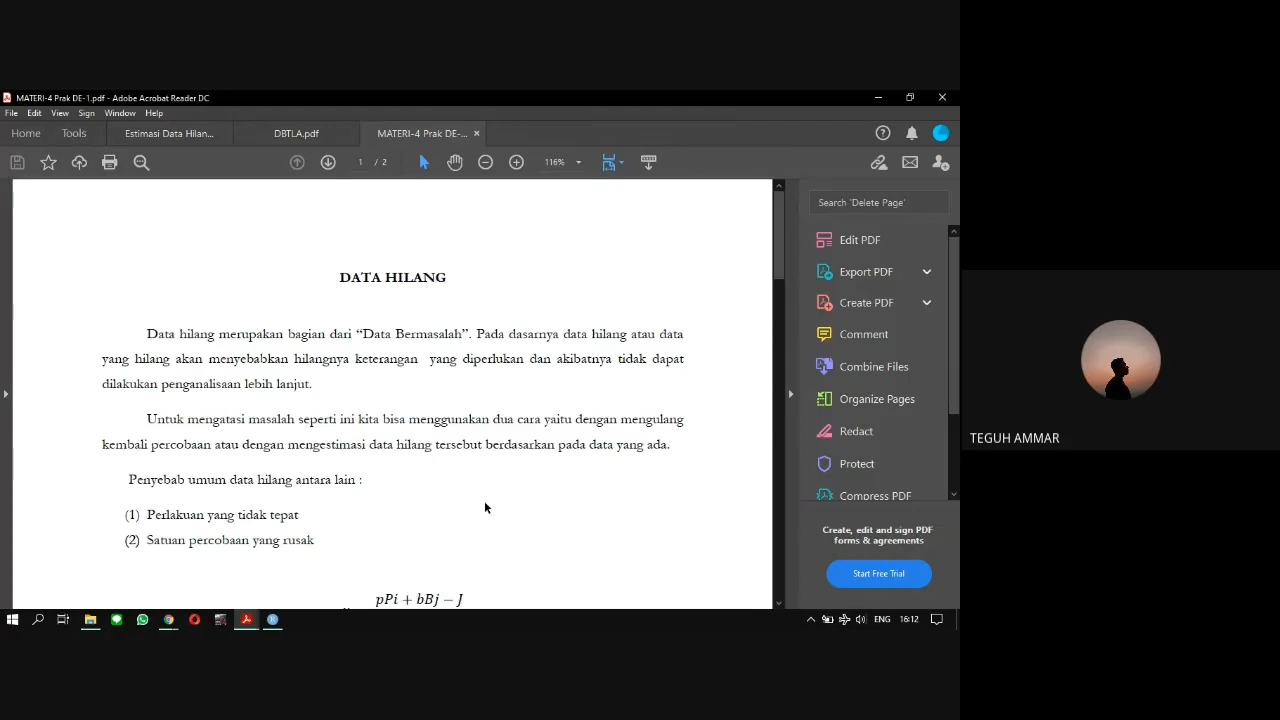 MATERI-4 Prak DE-1.pdf - Adobe Acrobat Reader DC
File Edit View Sign Window Help
Home Tools Estimasi Data Hilan... DBTLA.pdf MATERI-4 Prak DE-... ×
1 / 2 116%
Search 'Delete Page'
Edit PDF
Export PDF
Create PDF
Comment
Combine Files
Organize Pages
Redact
Protect
Compress PDF
Create, edit and sign PDF
forms & agreements
Start Free Trial
DATA HILANG
Data hilang merupakan bagian dari “Data Bermasalah”. Pada dasarnya data hilang atau data
yang hilang akan menyebabkan hilangnya keterangan yang diperlukan dan akibatnya tidak dapat
dilakukan penganalisaan lebih lanjut.
Untuk mengatasi masalah seperti ini kita bisa menggunakan dua cara yaitu dengan mengulang
kembali percobaan atau dengan mengestimasi data hilang tersebut berdasarkan pada data yang ada.
Penyebab umum data hilang antara lain :
(1) Perlakuan yang tidak tepat
(2) Satuan percobaan yang rusak
pPi + bBj − J
ENG 16:12
TEGUH AMMAR